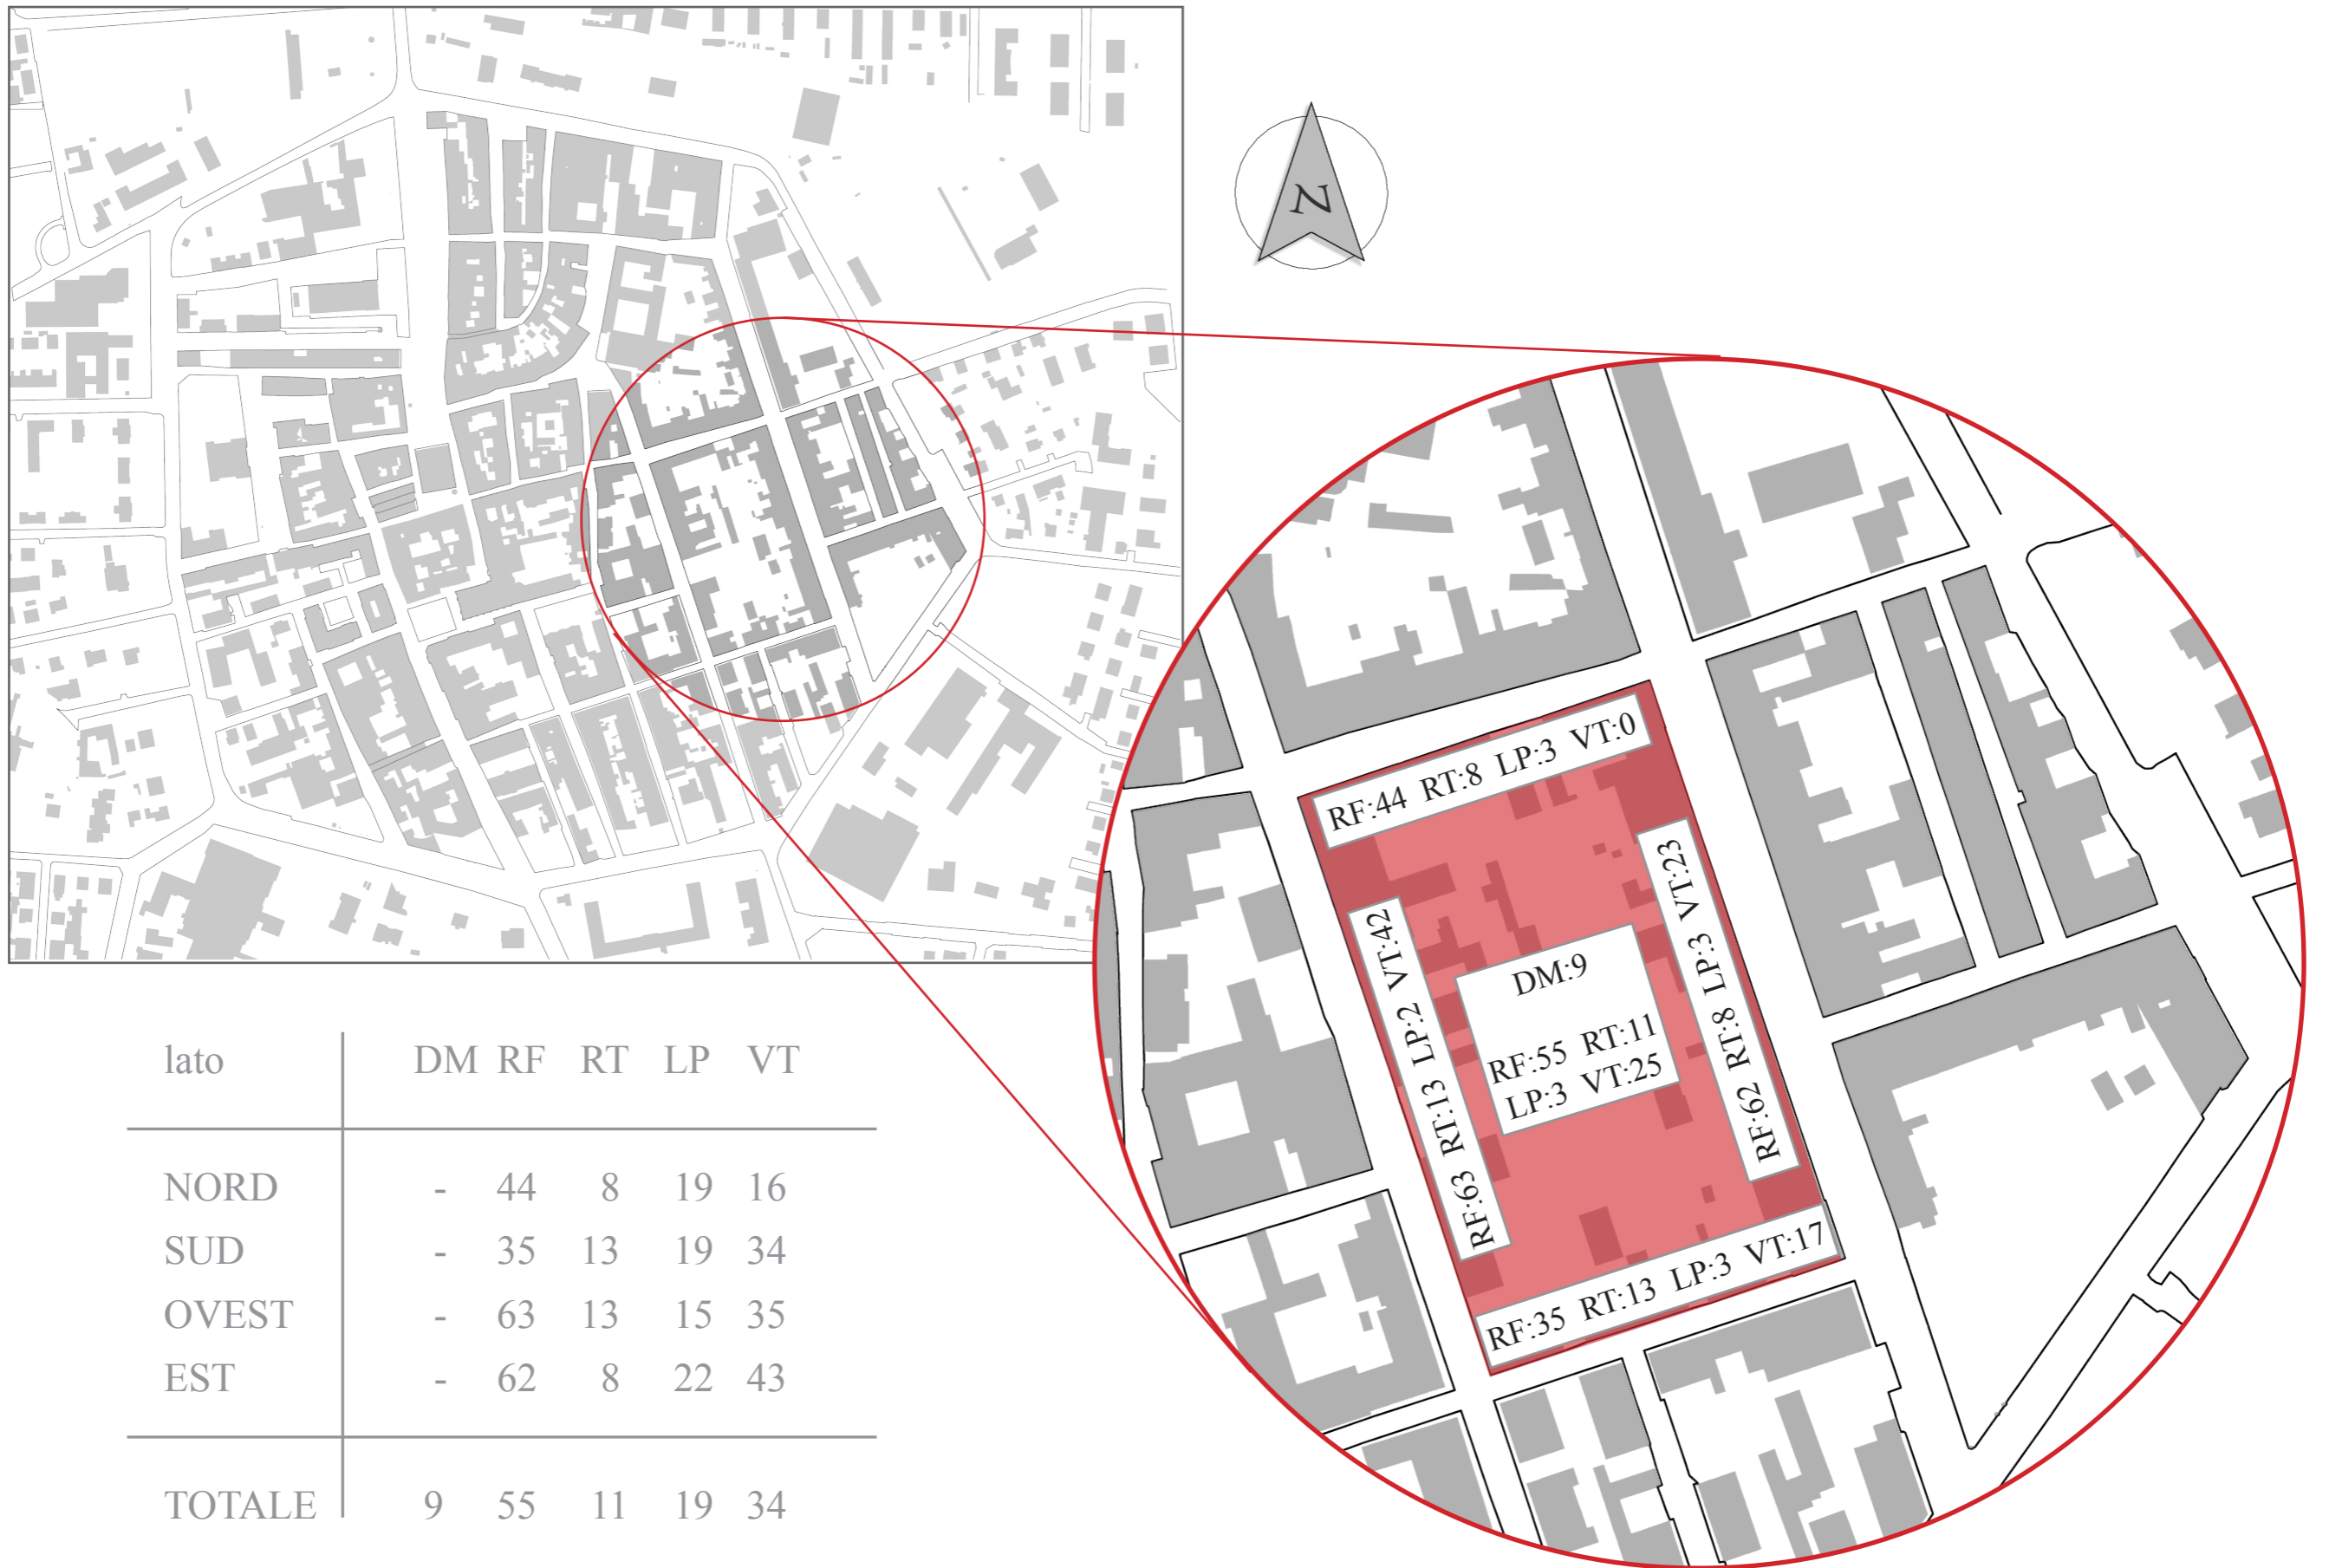 N
RF:44 RT:8 LP:3 VT:0
RF:63 RT:13 LP:2 VT:42
DM:9
RF:55 RT:11
LP:3 VT:25
RF:62 RT:8 LP:3 VT:23
RF:35 RT:13 LP:3 VT:17
lato DM RF RT LP VT
NORD - 44 8 19 16
SUD - 35 13 19 34
OVEST - 63 13 15 35
EST - 62 8 22 43
TOTALE 9 55 11 19 34